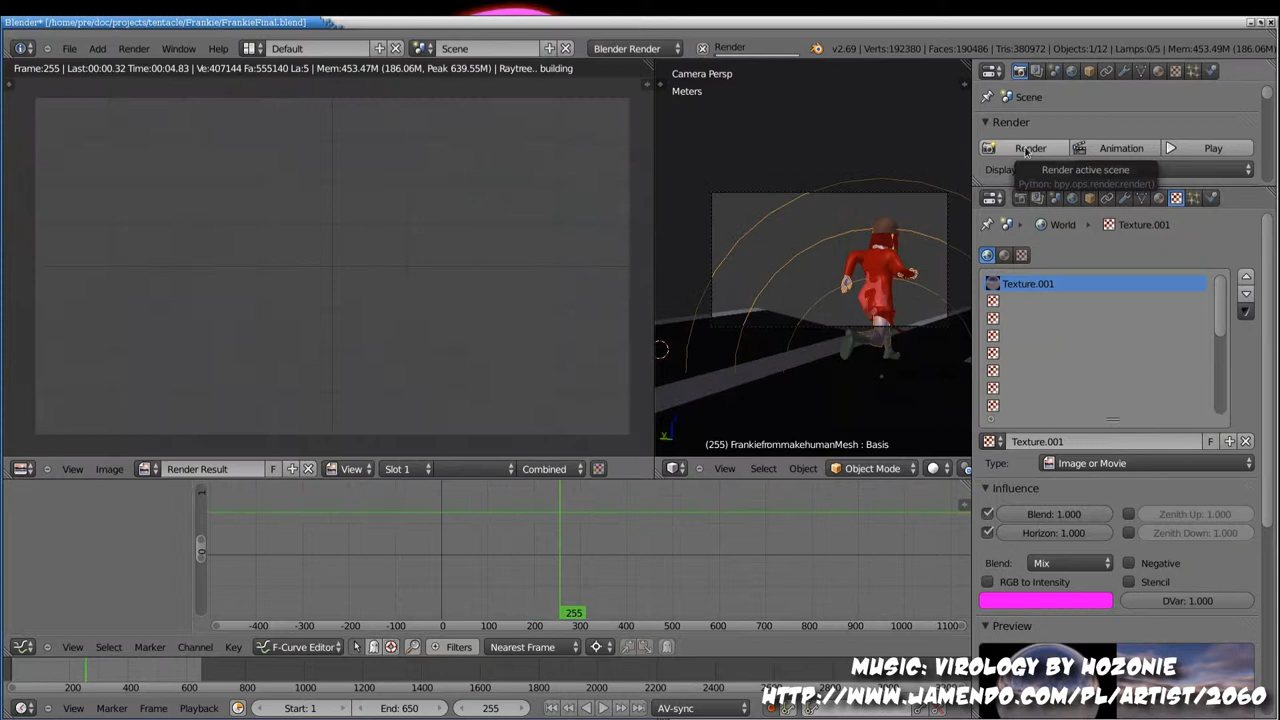 Blender* [/home/pre/doc/projects/tentacle/Frankie/FrankieFinal.blend]
File Add Render Window Help Default Scene Blender Render Render v2.69 | Verts:192380 | Faces:190486 | Tris:380972 | Objects:1/12 | Lamps:0/5 | Mem:453.49M (186.06M)
Frame:255 | Last:00:00.32 Time:00:04.83 | Ve:407144 Fa:555140 La:5 | Mem:453.47M (186.06M, Peak 639.55M) | Raytree.. building
Camera Persp
Meters
Scene
Render
Render Animation Play
Render active scene
Python: bpy.ops.render.render()
World Texture.001
Texture.001
(255) FrankiefrommakehumanMesh : Basis
Texture.001 F
View Image Render Result F View Slot 1 Combined
View Select Object Object Mode
Type: Image or Movie
Influence
Blend: 1.000 Zenith Up: 1.000
Horizon: 1.000 Zenith Down: 1.000
Blend: Mix Negative
RGB to Intensity Stencil
DVar: 1.000
1
0
255
-400 -300 -200 -100 0 100 200 300 400 500 600 700 800 900 1000 1100
Preview
View Select Marker Channel Key F-Curve Editor Filters Nearest Frame
MUSIC: VIROLOGY BY HOZONIE
200 400 600 800 1000 1200 1400 1600 1800 2000 2200 2400 2600 2800
HTTP://WWW.JAMENDO.COM/PL/ARTIST/2060
View Marker Frame Playback Start: 1 End: 650 255 AV-sync